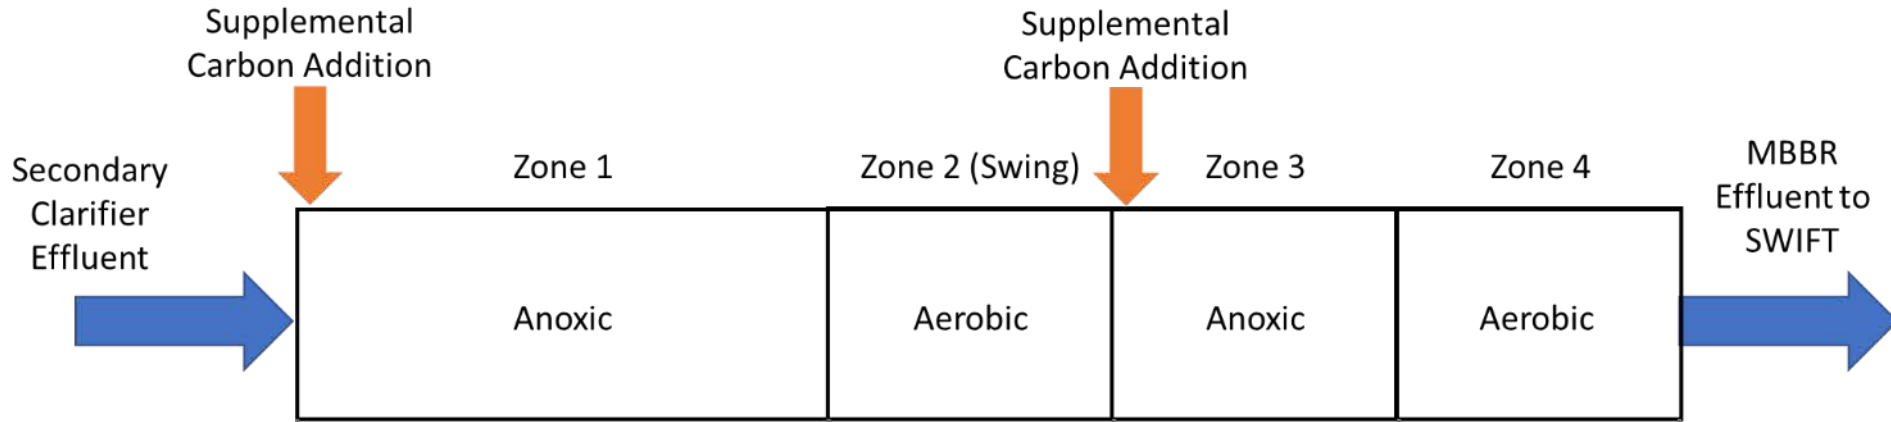 Supplemental
Carbon Addition
Supplemental
Carbon Addition
Secondary
Clarifier
Effluent
Zone 1
Zone 2 (Swing)
Zone 3
Zone 4
MBBR
Effluent to
SWIFT
Anoxic
Aerobic
Anoxic
Aerobic